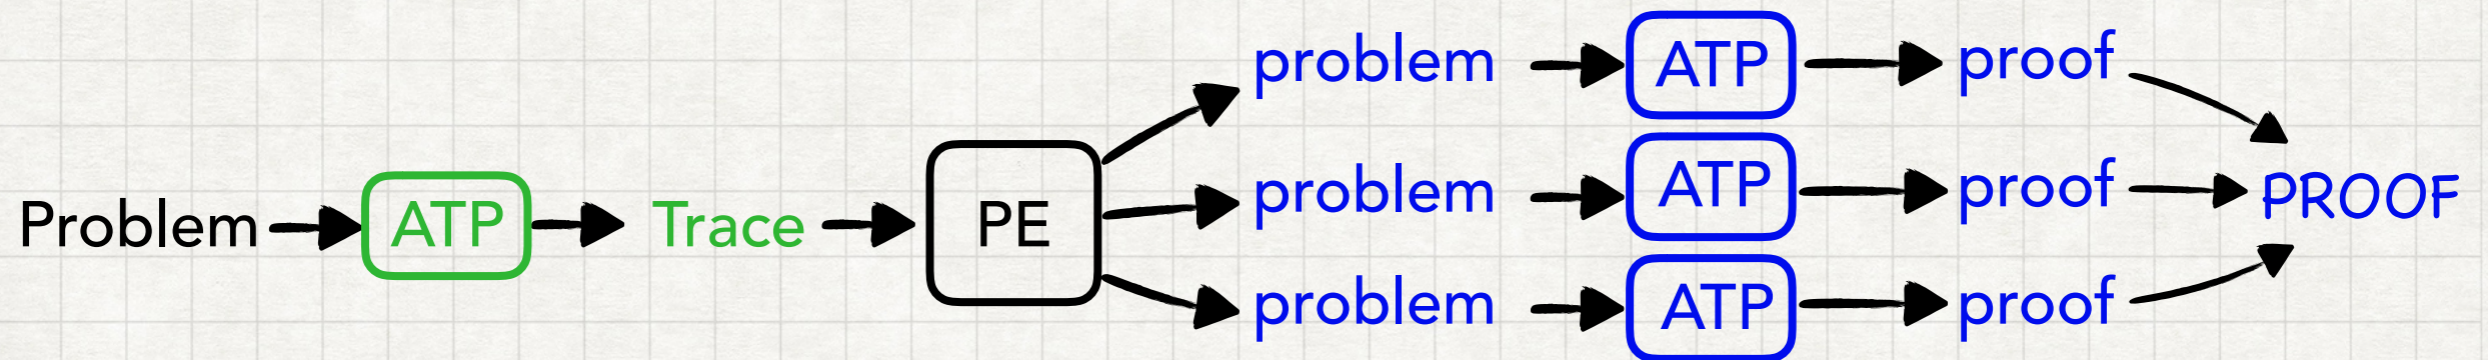 problem ATP proof
Problem ATP Trace PE problem ATP proof PROOF
problem ATP proof